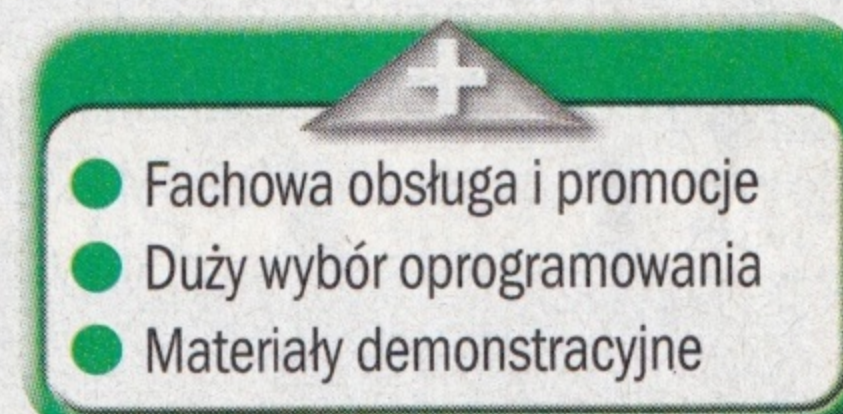 +
● Fachowa obsługa i promocje
● Duży wybór oprogramowania
● Materiały demonstracyjne